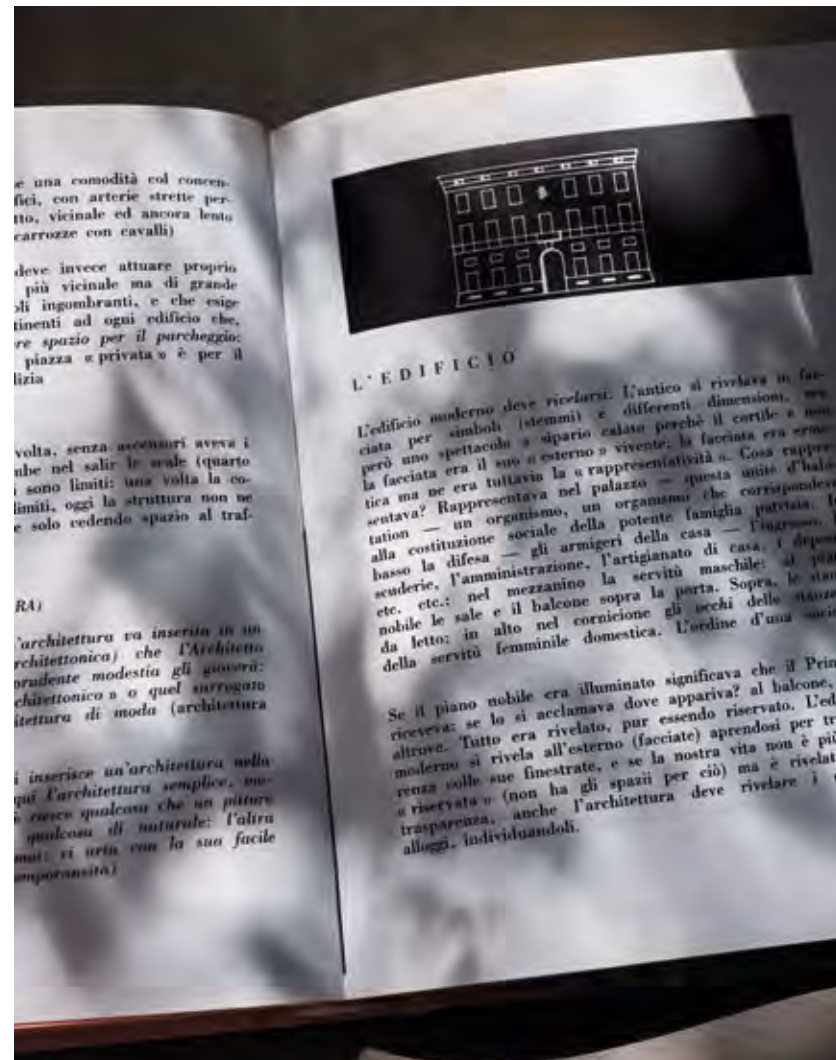 e una comodità col concen-
fici, con arterie strette per-
tto, vicinale ed ancora lento
carrozze con cavalli)
deve invece attuare proprio
più vicinale ma di grande
oli ingombranti, e che esige
tinenti ad ogni edificio che,
re spazio per il parcheggio:
piazza « privata » è per il
lizia
volta, senza ascensori aveva i
ube nel salir le scale (quarto
i sono limiti: una volta la co-
limiti, oggi la struttura non ne
e solo cedendo spazio al traf-
RA)
'architettura va inserita in un
rchitettonica) che l'Architetto
prudente modestia gli gioverà:
chitettonico » o quel surrogato
itettura di moda (architettura
i inserisce un'architettura nella
qui l'architettura semplice,
riesce qualcosa che un pittore
qualcosa di naturale: l'altra
mai: vi urta con la sua facile
emporaneità)
L'EDIFICIO
L'edificio moderno deve rivelarsi: L'antico si rivelava in fac-
ciata per simboli (stemmi) e differenti dimensioni,
però uno spettacolo a sipario calato perchè il cortile e non
la facciata era il suo « esterno » vivente: la facciata era erme-
tica ma ne era tuttavia la « rappresentatività ». Cosa rappre-
sentava? Rappresentava nel palazzo — questa unité d'habi-
tation — un organismo, un organismo che corrispondeva
alla costituzione sociale della potente famiglia patrizia. In
basso la difesa — gli armigeri della casa — l'ingresso, le
scuderie, l'amministrazione, l'artigianato di casa, i depositi
etc. etc.: nel mezzanino la servitù maschile: al piano
nobile le sale e il balcone sopra la porta. Sopra, le stanze
da letto: in alto nel cornicione gli occhi delle stanze
della servitù femminile domestica. L'ordine d'una
Se il piano nobile era illuminato significava che il Prin
riceveva: se lo si acclamava dove appariva? al balcone,
altrove. Tutto era rivelato, pur essendo riservato. L'ed
moderno si rivela all'esterno (facciate) aprendosi per tr
renza colle sue finestrate, e se la nostra vita non è più
« riservata » (non ha gli spazii per ciò) ma è rivelat
trasparenza, anche l'architettura deve rivelare i
alloggi, individuandoli.